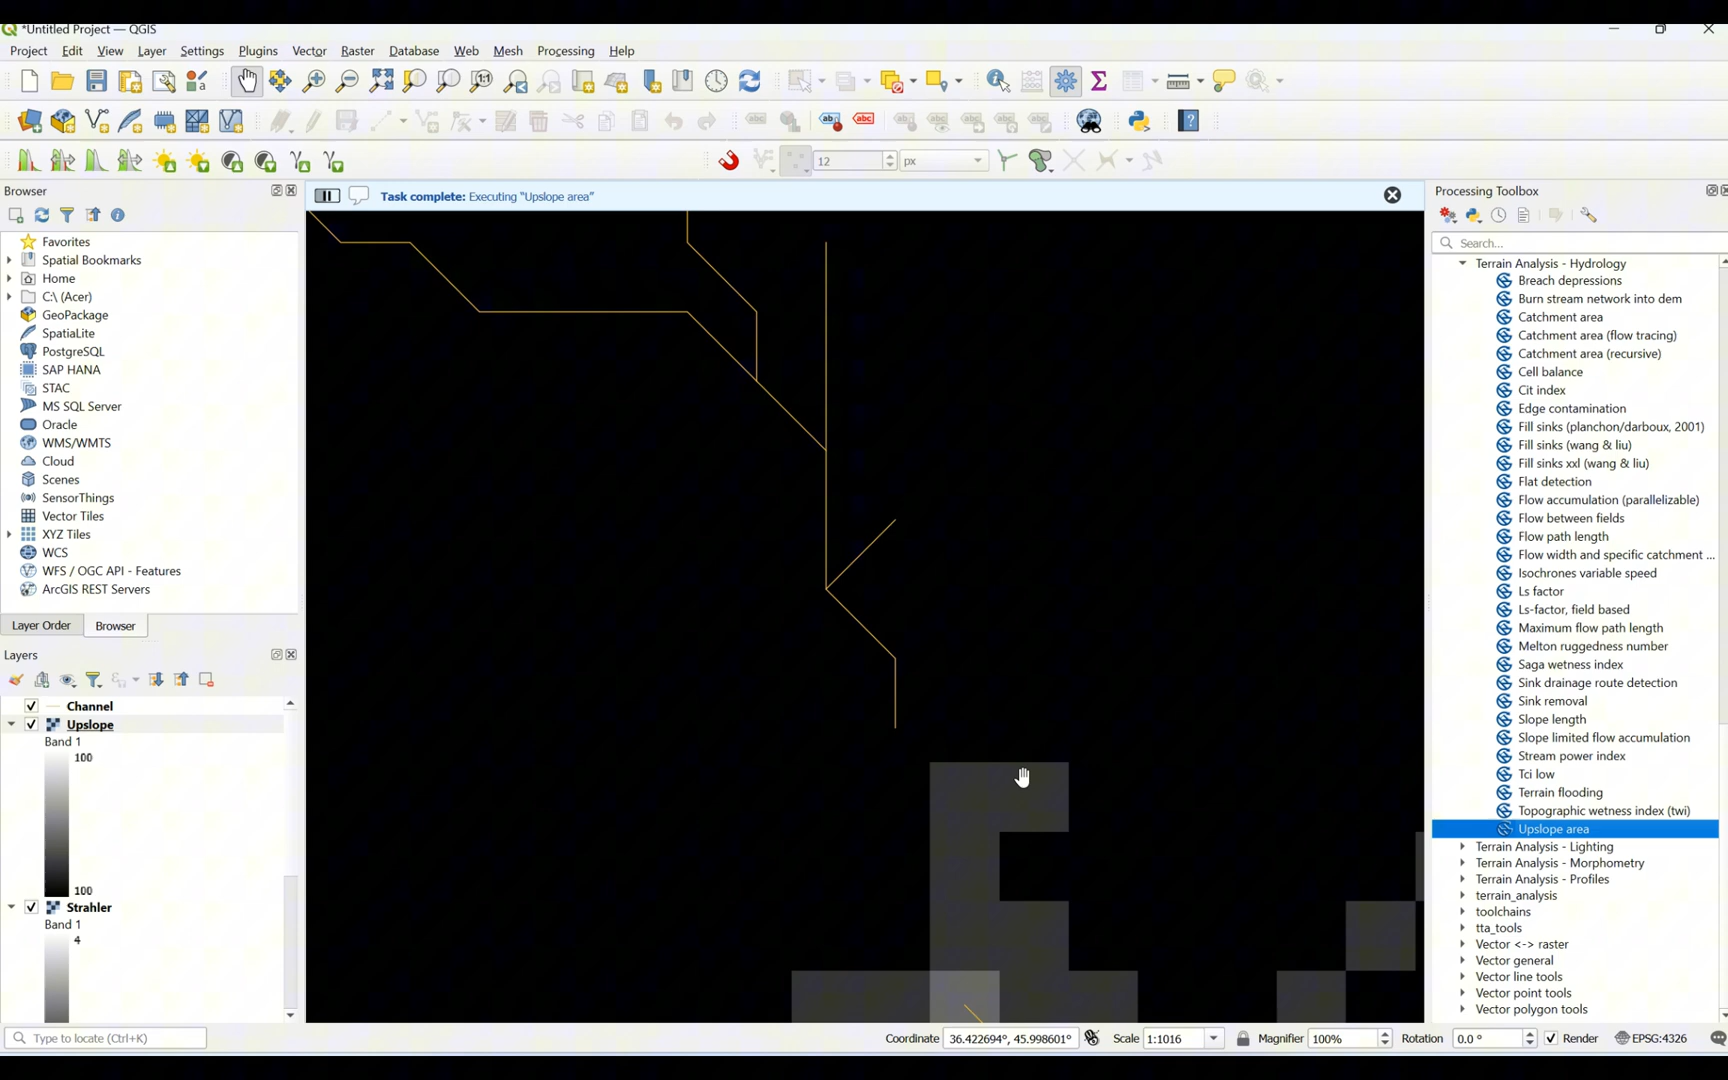 *Untitled Project — QGIS
Project Edit View Layer Settings Plugins Vector Raster Database Web Mesh Processing Help
12 px
Browser
Task complete: Executing "Upslope area"
Processing Toolbox
Search...
Favorites
Spatial Bookmarks
Home
C:\ (Acer)
GeoPackage
SpatiaLite
PostgreSQL
SAP HANA
STAC
MS SQL Server
Oracle
WMS/WMTS
Cloud
Scenes
SensorThings
Vector Tiles
XYZ Tiles
WCS
WFS / OGC API - Features
ArcGIS REST Servers
Layer Order Browser
Layers
Channel
Upslope
Band 1
100
100
Strahler
Band 1
4
Terrain Analysis - Hydrology
Breach depressions
Burn stream network into dem
Catchment area
Catchment area (flow tracing)
Catchment area (recursive)
Cell balance
Cit index
Edge contamination
Fill sinks (planchon/darboux, 2001)
Fill sinks (wang & liu)
Fill sinks xxl (wang & liu)
Flat detection
Flow accumulation (parallelizable)
Flow between fields
Flow path length
Flow width and specific catchment ...
Isochrones variable speed
Ls factor
Ls-factor, field based
Maximum flow path length
Melton ruggedness number
Saga wetness index
Sink drainage route detection
Sink removal
Slope length
Slope limited flow accumulation
Stream power index
Tci low
Terrain flooding
Topographic wetness index (twi)
Upslope area
Terrain Analysis - Lighting
Terrain Analysis - Morphometry
Terrain Analysis - Profiles
terrain_analysis
toolchains
tta_tools
Vector <-> raster
Vector general
Vector line tools
Vector point tools
Vector polygon tools
Type to locate (Ctrl+K) Coordinate 36.422694°, 45.998601° Scale 1:1016 Magnifier 100% Rotation 0.0 ° Render EPSG:4326